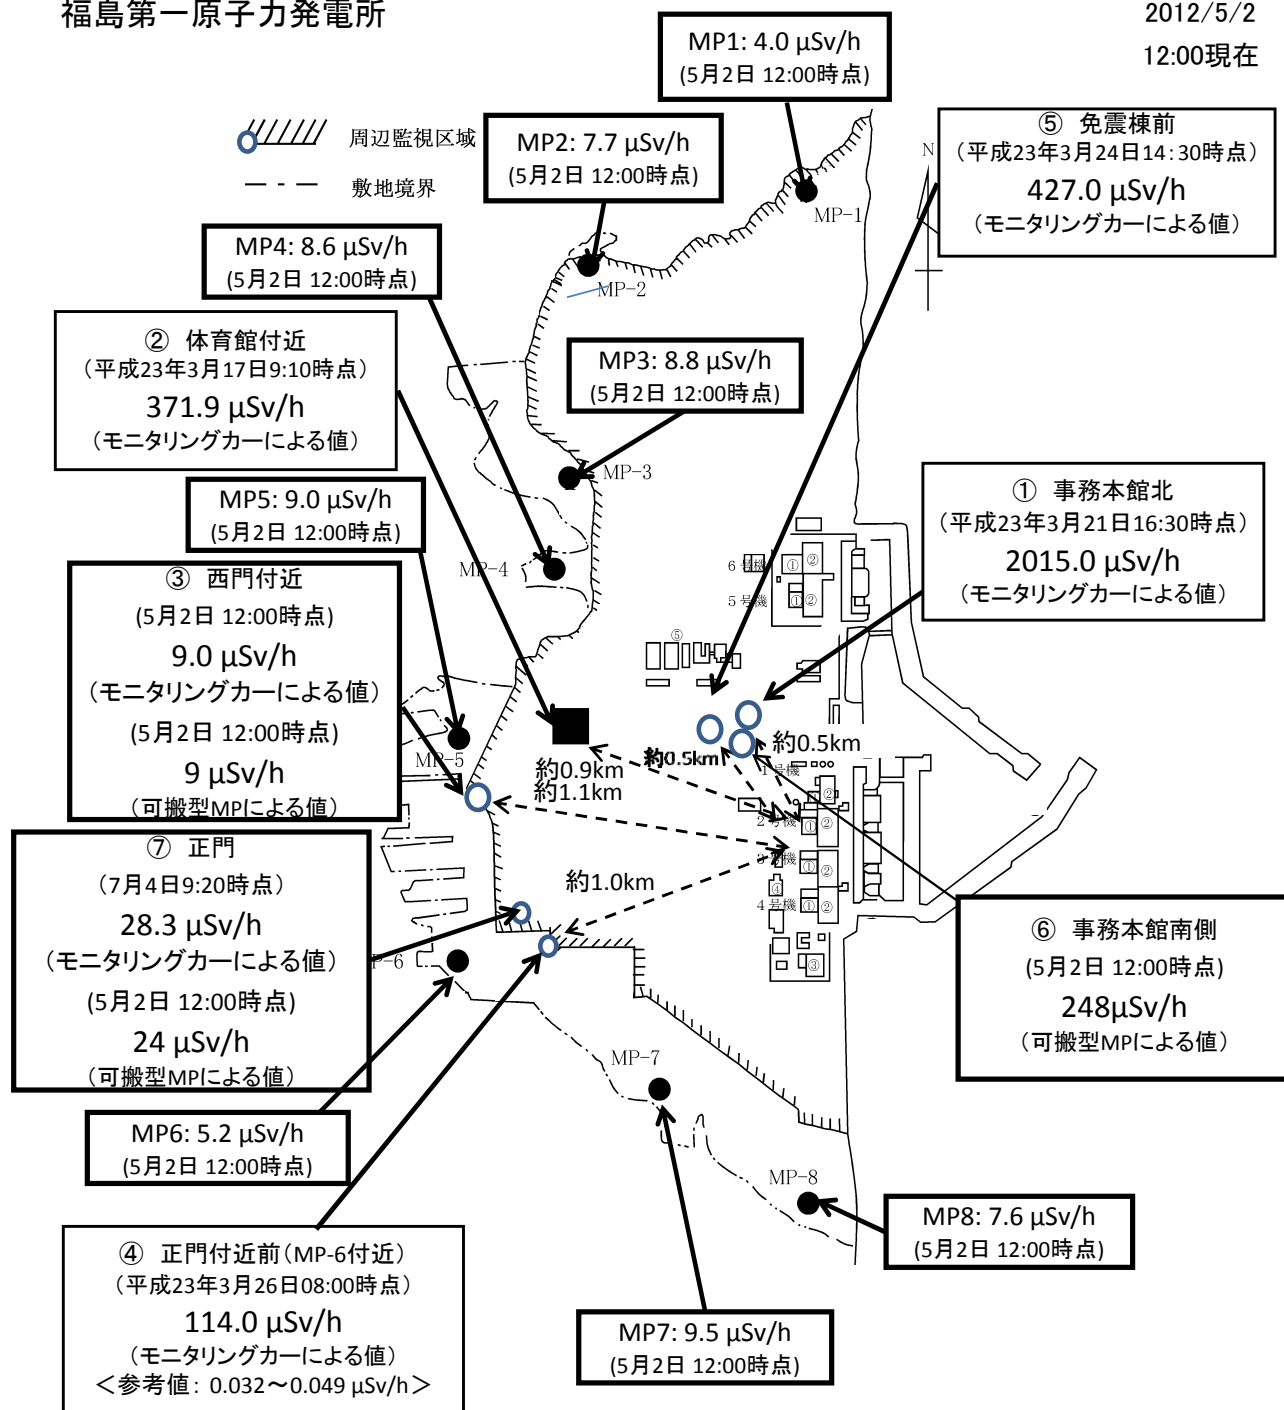 福島第一原子力発電所
2012/5/2
12:00現在
MP1: 4.0 μSv/h
(5月2日 12:00時点)
周辺監視区域
敷地境界
MP2: 7.7 μSv/h
(5月2日 12:00時点)
⑤ 免震棟前
(平成23年3月24日14:30時点)
427.0 μSv/h
(モニタリングカーによる値)
N
MP-1
MP4: 8.6 μSv/h
(5月2日 12:00時点)
MP-2
② 体育館付近
(平成23年3月17日9:10時点)
371.9 μSv/h
(モニタリングカーによる値)
MP3: 8.8 μSv/h
(5月2日 12:00時点)
MP-3
MP5: 9.0 μSv/h
(5月2日 12:00時点)
① 事務本館北
(平成23年3月21日16:30時点)
2015.0 μSv/h
(モニタリングカーによる値)
MP-4
6号機
① ②
5号機
① ②
③ 西門付近
(5月2日 12:00時点)
9.0 μSv/h
(モニタリングカーによる値)
(5月2日 12:00時点)
9 μSv/h
(可搬型MPによる値)
⑤
MP-5
約0.9km
約1.1km
約0.5km
約0.5km
1号機
① ②
2号機
① ②
3号機
① ②
④
4号機
① ②
③
約1.0km
⑦ 正門
(7月4日9:20時点)
28.3 μSv/h
(モニタリングカーによる値)
(5月2日 12:00時点)
24 μSv/h
(可搬型MPによる値)
P-6
⑥ 事務本館南側
(5月2日 12:00時点)
248μSv/h
(可搬型MPによる値)
MP-7
MP6: 5.2 μSv/h
(5月2日 12:00時点)
MP-8
MP8: 7.6 μSv/h
(5月2日 12:00時点)
④ 正門付近前(MP-6付近)
(平成23年3月26日08:00時点)
114.0 μSv/h
(モニタリングカーによる値)
<参考値: 0.032～0.049 μSv/h>
MP7: 9.5 μSv/h
(5月2日 12:00時点)